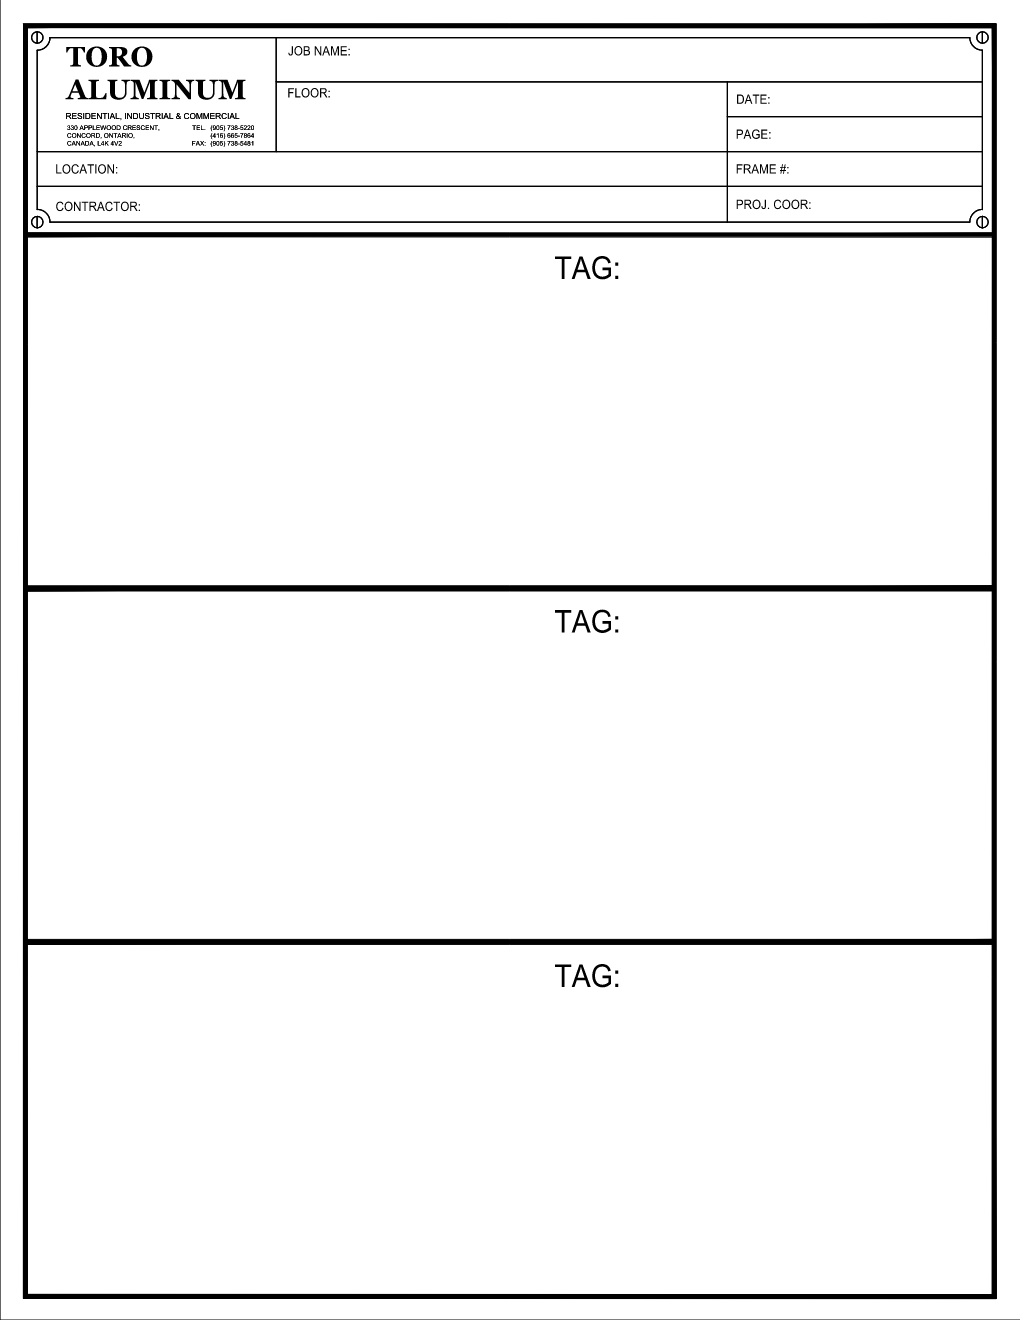 TORO
ALUMINUM
RESIDENTIAL, INDUSTRIAL & COMMERCIAL
330 APPLEWOOD CRESCENT, TEL. (905) 738-5220
CONCORD, ONTARIO, (416) 665-7864
CANADA, L4K 4V2 FAX: (905) 738-5481
JOB NAME:
FLOOR:
DATE:
PAGE:
LOCATION:
FRAME #:
CONTRACTOR:
PROJ. COOR:
TAG:
TAG:
TAG: